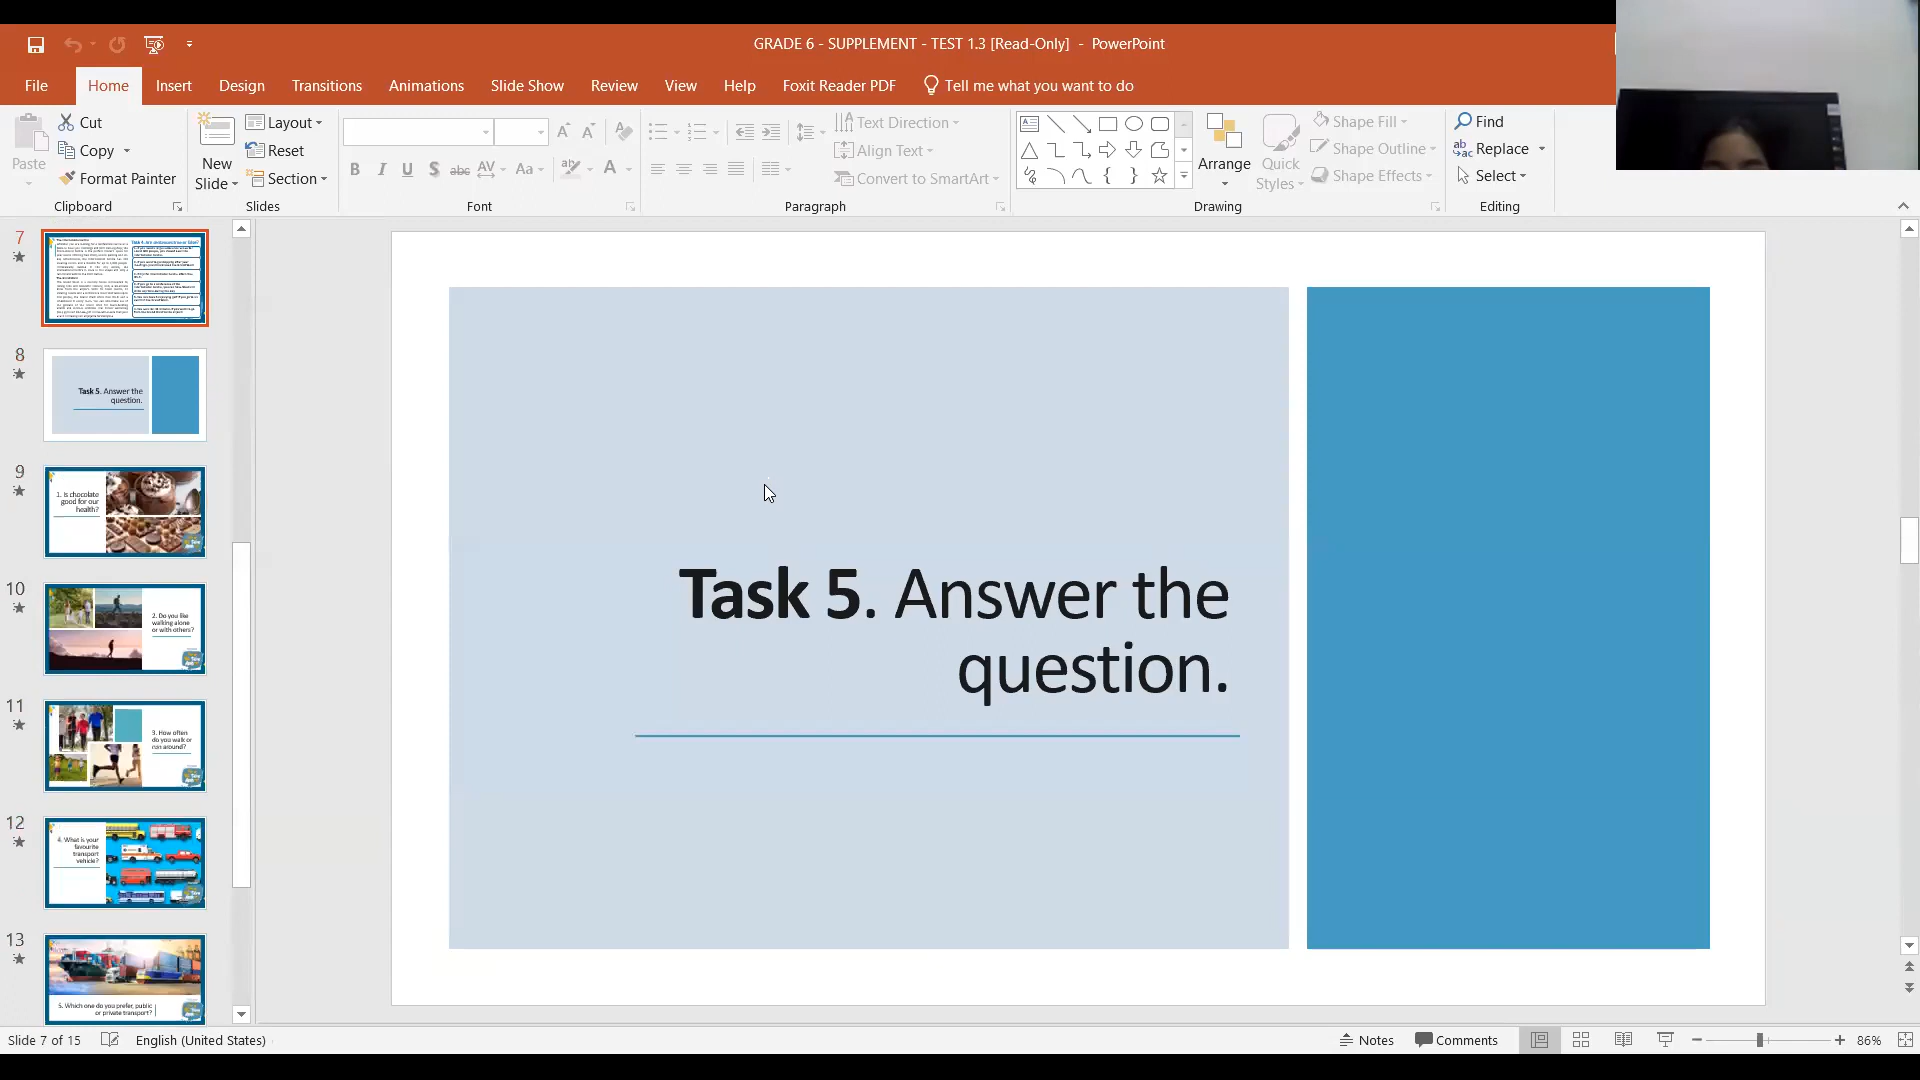 GRADE 6 - SUPPLEMENT - TEST 1.3 [Read-Only] - PowerPoint
File Home Insert Design Transitions Animations Slide Show Review View Help Foxit Reader PDF Tell me what you want to do
Paste
Cut
Copy
Format Painter
Clipboard
New
Slide
Layout
Reset
Section
Slides
B I U S abc AV Aa A
Font
Text Direction
Align Text
Convert to SmartArt
Paragraph
Arrange
Quick
Styles
Shape Fill
Shape Outline
Shape Effects
Drawing
Find
Replace
Select
Editing
7
8
Task 5. Answer the
question.
9
1. Is chocolate
good for our
health?
10
2. Do you like
walking alone
or with others?
11
3. How often
do you walk or
run around?
12
4. What is your
favourite
transport
vehicle?
13
5. Which one do you prefer, public
or private transport?
Task 5. Answer the
question.
Slide 7 of 15 English (United States) Notes Comments 86%